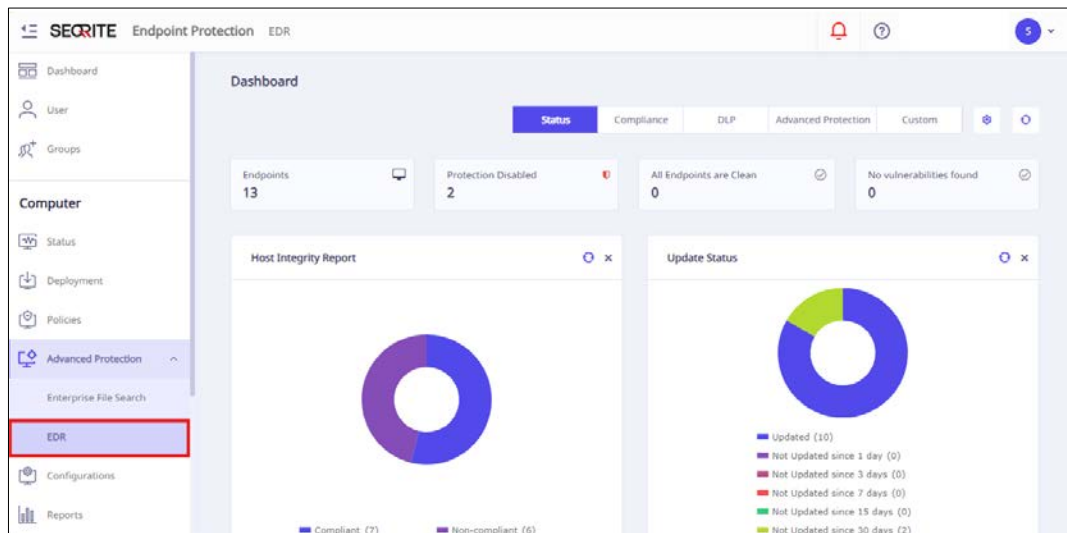 SEQRITE Endpoint Protection EDR
S
Dashboard
User
Groups
Computer
Status
Deployment
Policies
Advanced Protection
Enterprise File Search
EDR
Configurations
Reports
Dashboard
Status Compliance DLP Advanced Protection Custom
Endpoints
13
Protection Disabled
2
All Endpoints are Clean
0
No vulnerabilities found
0
Host Integrity Report
Compliant (7) Non-compliant (6)
Update Status
Updated (10)
Not Updated since 1 day (0)
Not Updated since 3 days (0)
Not Updated since 7 days (0)
Not Updated since 15 days (0)
Not Updated since 30 days (2)